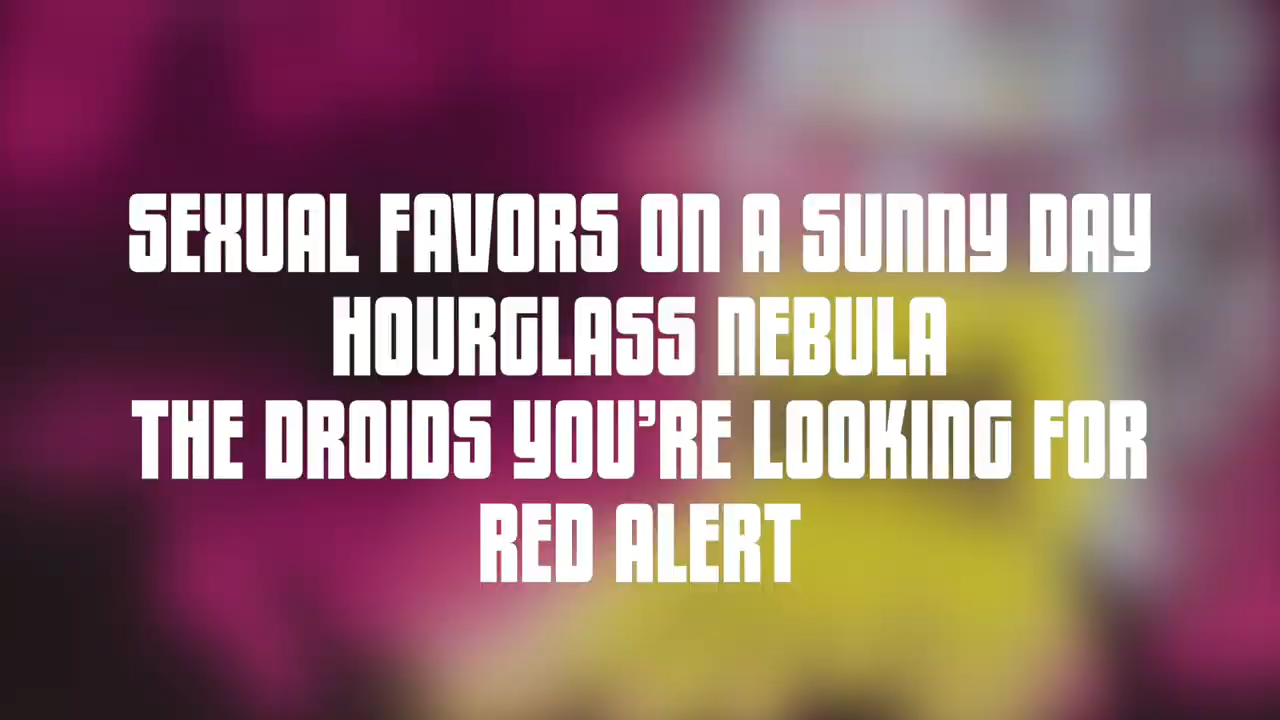 SEXUAL FAVORS ON A SUNNY DAY
HOURGLASS NEBULA
THE DROIDS YOU'RE LOOKING FOR
RED ALERT